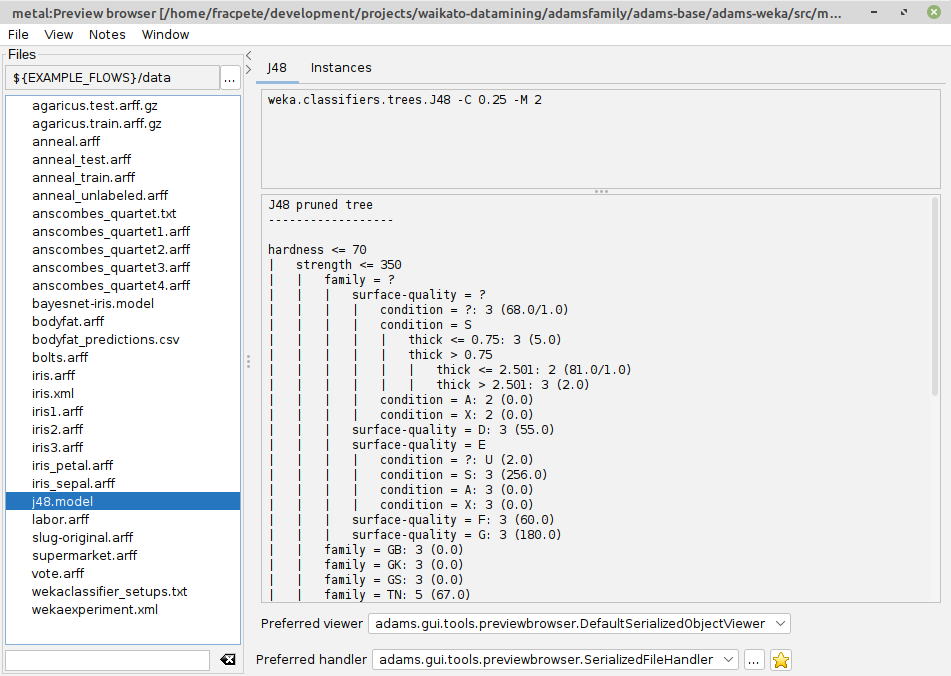 metal:Preview browser [/home/fracpete/development/projects/waikato-datamining/adamsfamily/adams-base/adams-weka/src/m...
File View Notes Window
Files
${EXAMPLE_FLOWS}/data
...
agaricus.test.arff.gz
agaricus.train.arff.gz
anneal.arff
anneal_test.arff
anneal_train.arff
anneal_unlabeled.arff
anscombes_quartet.txt
anscombes_quartet1.arff
anscombes_quartet2.arff
anscombes_quartet3.arff
anscombes_quartet4.arff
bayesnet-iris.model
bodyfat.arff
bodyfat_predictions.csv
bolts.arff
iris.arff
iris.xml
iris1.arff
iris2.arff
iris3.arff
iris_petal.arff
iris_sepal.arff
j48.model
labor.arff
slug-original.arff
supermarket.arff
vote.arff
wekaclassifier_setups.txt
wekaexperiment.xml
J48 Instances
weka.classifiers.trees.J48 -C 0.25 -M 2
J48 pruned tree
------------------
hardness <= 70
|   strength <= 350
|   |   family = ?
|   |   |   surface-quality = ?
|   |   |   |   condition = ?: 3 (68.0/1.0)
|   |   |   |   condition = S
|   |   |   |   |   thick <= 0.75: 3 (5.0)
|   |   |   |   |   thick > 0.75
|   |   |   |   |   |   thick <= 2.501: 2 (81.0/1.0)
|   |   |   |   |   |   thick > 2.501: 3 (2.0)
|   |   |   |   condition = A: 2 (0.0)
|   |   |   |   condition = X: 2 (0.0)
|   |   |   surface-quality = D: 3 (55.0)
|   |   |   surface-quality = E
|   |   |   |   condition = ?: U (2.0)
|   |   |   |   condition = S: 3 (256.0)
|   |   |   |   condition = A: 3 (0.0)
|   |   |   |   condition = X: 3 (0.0)
|   |   |   surface-quality = F: 3 (60.0)
|   |   |   surface-quality = G: 3 (180.0)
|   |   family = GB: 3 (0.0)
|   |   family = GK: 3 (0.0)
|   |   family = GS: 3 (0.0)
|   |   family = TN: 5 (67.0)
Preferred viewer adams.gui.tools.previewbrowser.DefaultSerializedObjectViewer
Preferred handler adams.gui.tools.previewbrowser.SerializedFileHandler ...